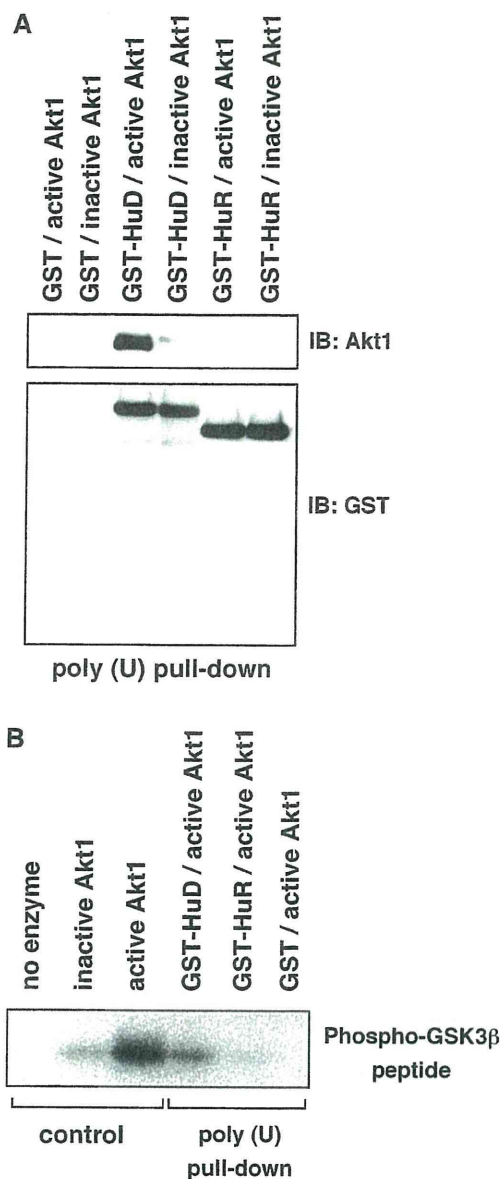 A
GST / active Akt1
GST / inactive Akt1
GST-HuD / active Akt1
GST-HuD / inactive Akt1
GST-HuR / active Akt1
GST-HuR / inactive Akt1
IB: Akt1
IB: GST
poly (U) pull-down
B
no enzyme
inactive Akt1
active Akt1
GST-HuD / active Akt1
GST-HuR / active Akt1
GST / active Akt1
Phospho-GSK3β
peptide
control
poly (U)
pull-down